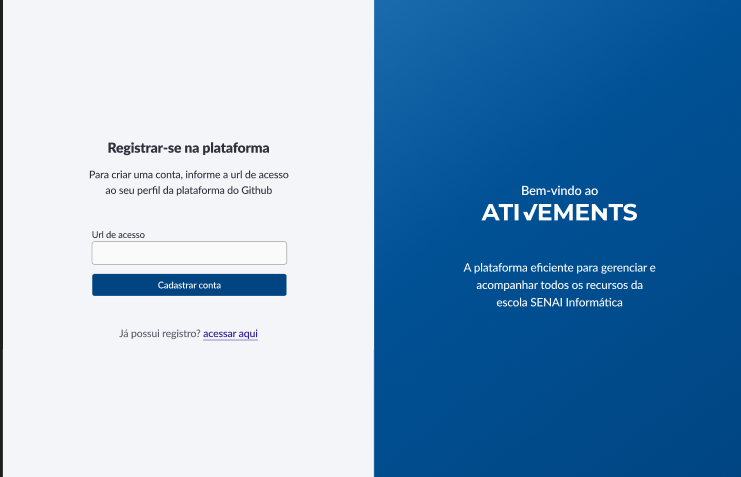 Registrar-se na plataforma
Para criar uma conta, informe a url de acesso
ao seu perfil da plataforma do Github
Url de acesso
Cadastrar conta
Já possui registro? acessar aqui
Bem-vindo ao
ATIVEMENTS
A plataforma eficiente para gerenciar e
acompanhar todos os recursos da
escola SENAI Informática